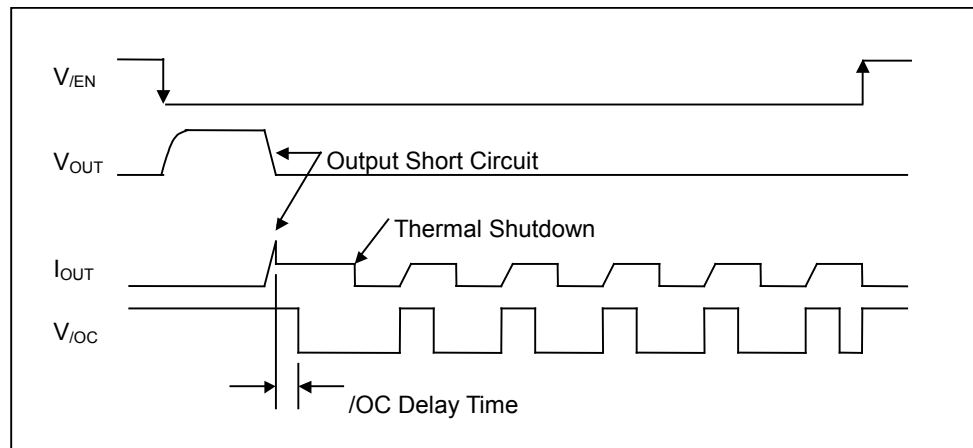 V/EN
VOUT
Output Short Circuit
Thermal Shutdown
IOUT
V/OC
/OC Delay Time